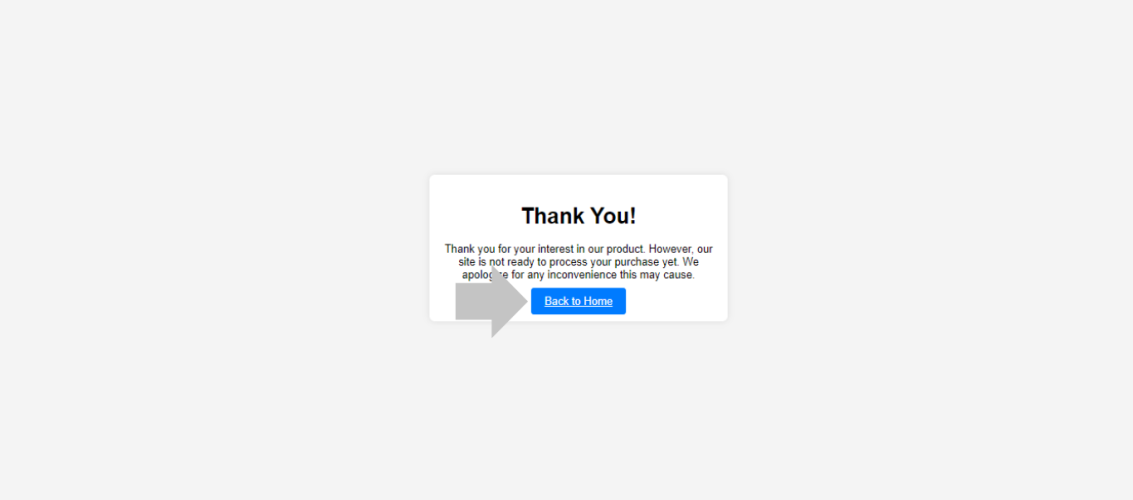 Thank You!
Thank you for your interest in our product. However, our
site is not ready to process your purchase yet. We
apologize for any inconvenience this may cause.
Back to Home